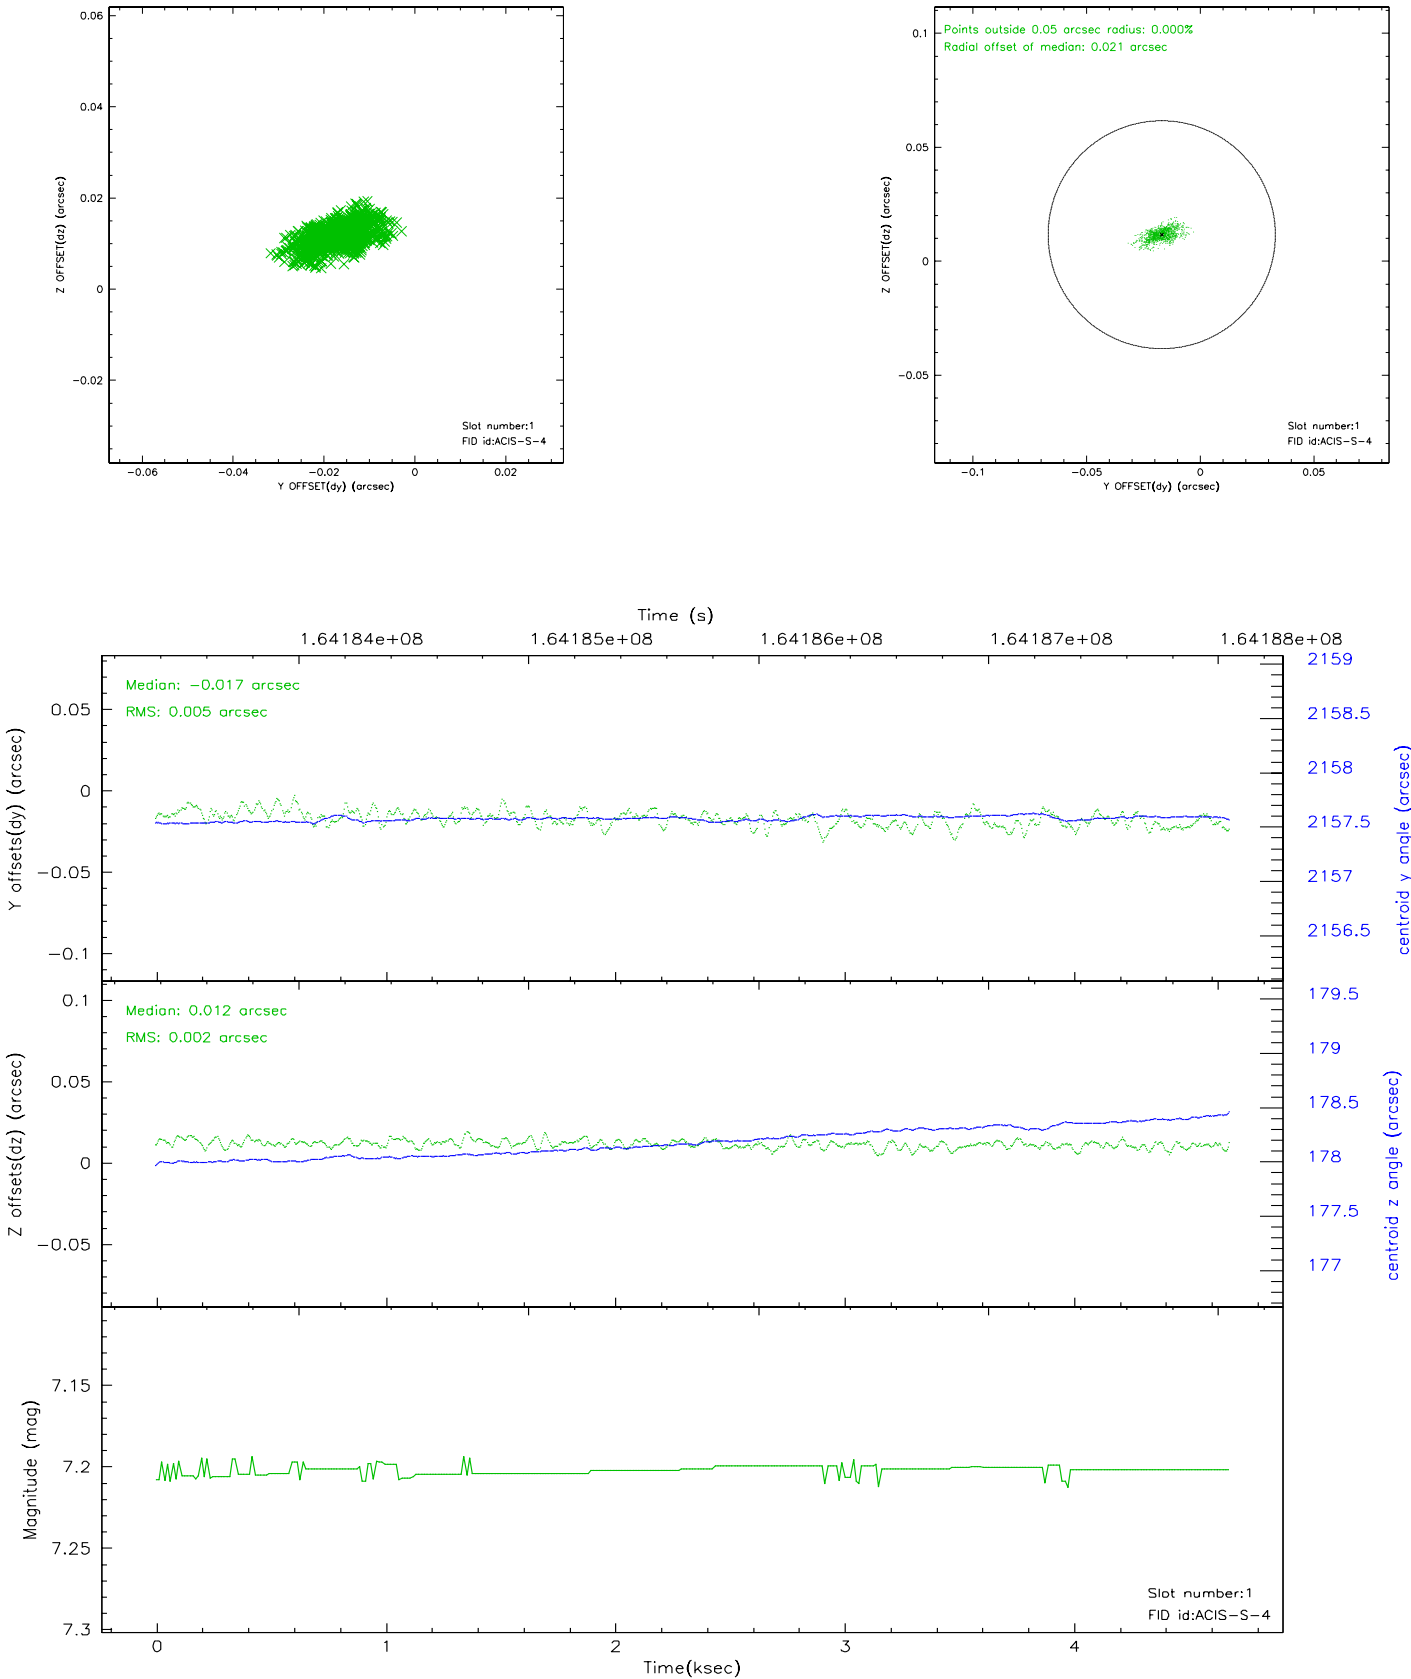 0.06
0.04
0.02
0
−0.02
−0.06
−0.04
−0.02
0
0.02
Z OFFSET(dz) (arcsec)
Y OFFSET(dy) (arcsec)
Slot number:1
FID id:ACIS−S−4
Points outside 0.05 arcsec radius: 0.000%
Radial offset of median: 0.021 arcsec
0.1
0.05
0
−0.05
−0.1
−0.05
0
0.05
Z OFFSET(dz) (arcsec)
Y OFFSET(dy) (arcsec)
Slot number:1
FID id:ACIS−S−4
Time (s)
1.64184e+08 1.64185e+08 1.64186e+08 1.64187e+08 1.64188e+08
Median: −0.017 arcsec
RMS: 0.005 arcsec
0.05
0
−0.05
−0.1
Y offsets(dy) (arcsec)
2159
2158.5
2158
2157.5
2157
2156.5
centroid y angle (arcsec)
Median: 0.012 arcsec
RMS: 0.002 arcsec
0.1
0.05
0
−0.05
Z offsets(dz) (arcsec)
179.5
179
178.5
178
177.5
177
centroid z angle (arcsec)
7.15
7.2
7.25
7.3
Magnitude (mag)
Slot number:1
FID id:ACIS−S−4
0 1 2 3 4
Time(ksec)